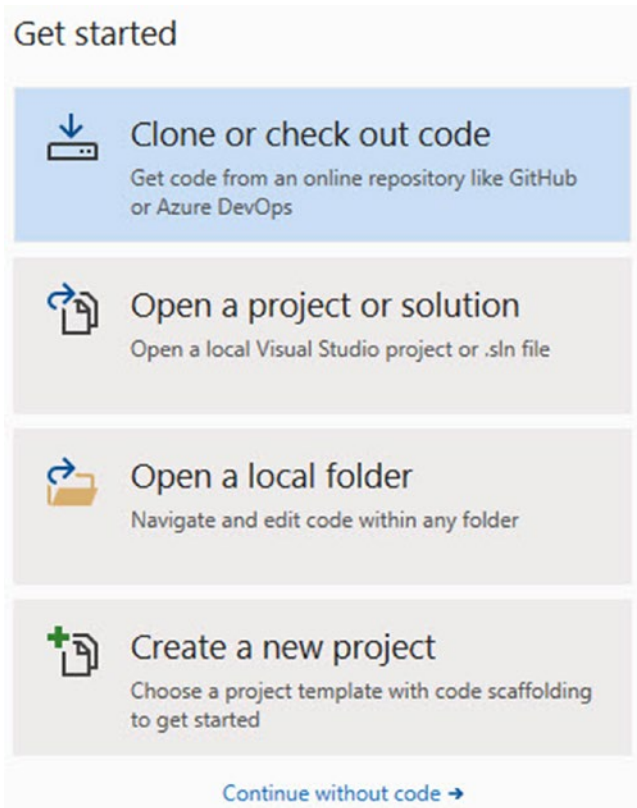 Get started
Clone or check out code
Get code from an online repository like GitHub
or Azure DevOps
Open a project or solution
Open a local Visual Studio project or .sln file
Open a local folder
Navigate and edit code within any folder
Create a new project
Choose a project template with code scaffolding
to get started
Continue without code →